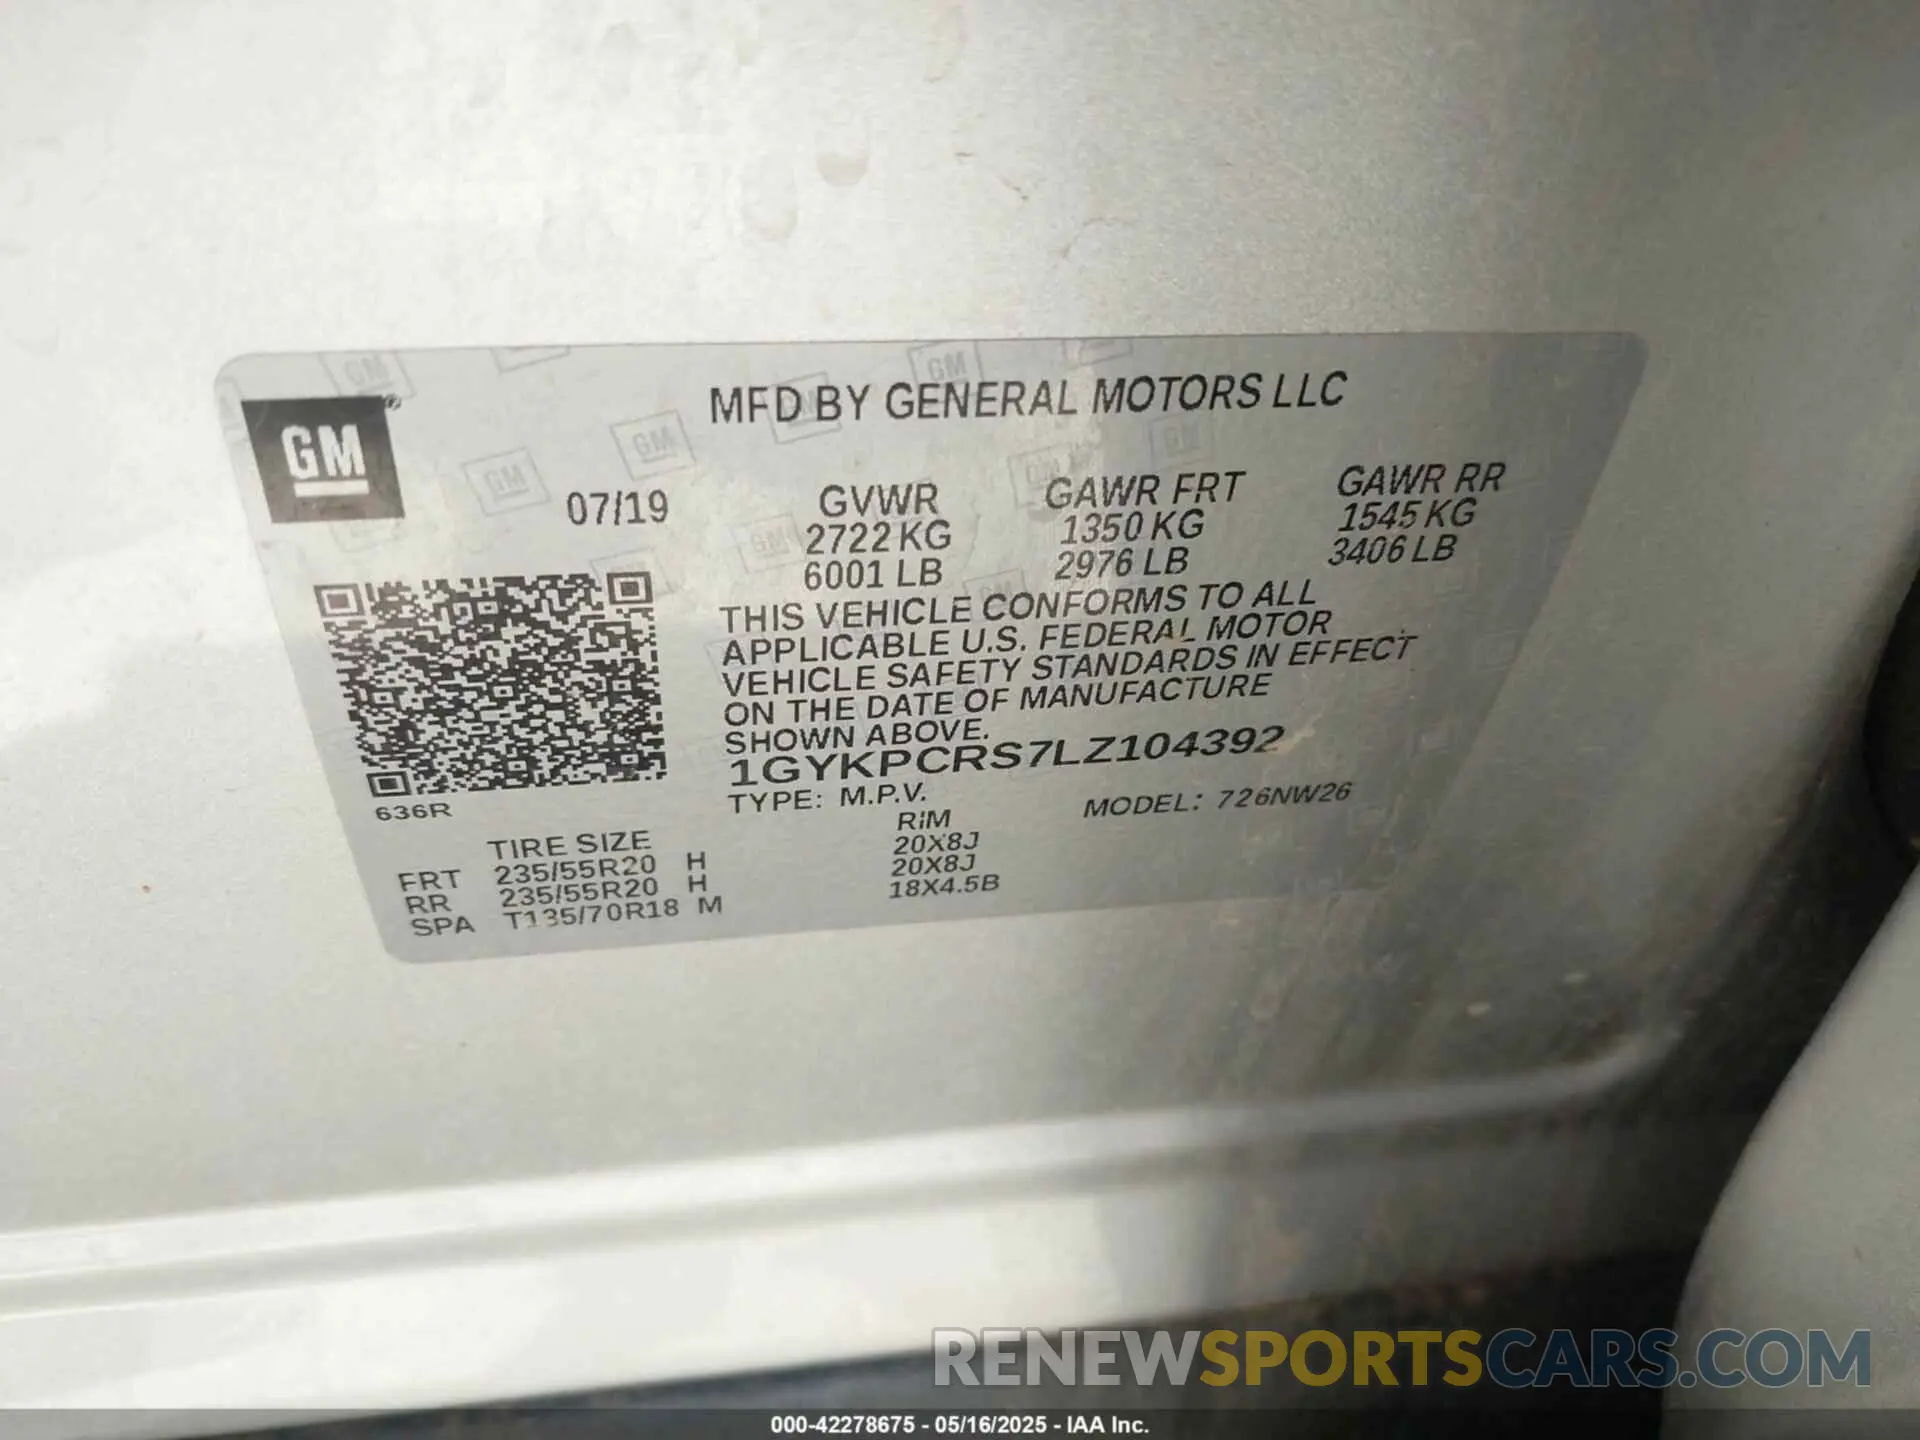 MFD BY GENERAL MOTORS LLC
GM
07/19
GVWR GAWR FRT GAWR RR
2722 KG 1350 KG 1545 KG
6001 LB 2976 LB 3406 LB
THIS VEHICLE CONFORMS TO ALL
APPLICABLE U.S. FEDERAL MOTOR
VEHICLE SAFETY STANDARDS IN EFFECT
ON THE DATE OF MANUFACTURE
SHOWN ABOVE.
1GYKPCRS7LZ104392
636R
TYPE: M.P.V. MODEL: 726NW26
TIRE SIZE RIM
FRT 235/55R20 H 20X8J
RR 235/55R20 H 20X8J
SPA T135/70R18 M 18X4.5B
RENEWSPORTSCARS.COM
000-42278675 - 05/16/2025 - IAA Inc.